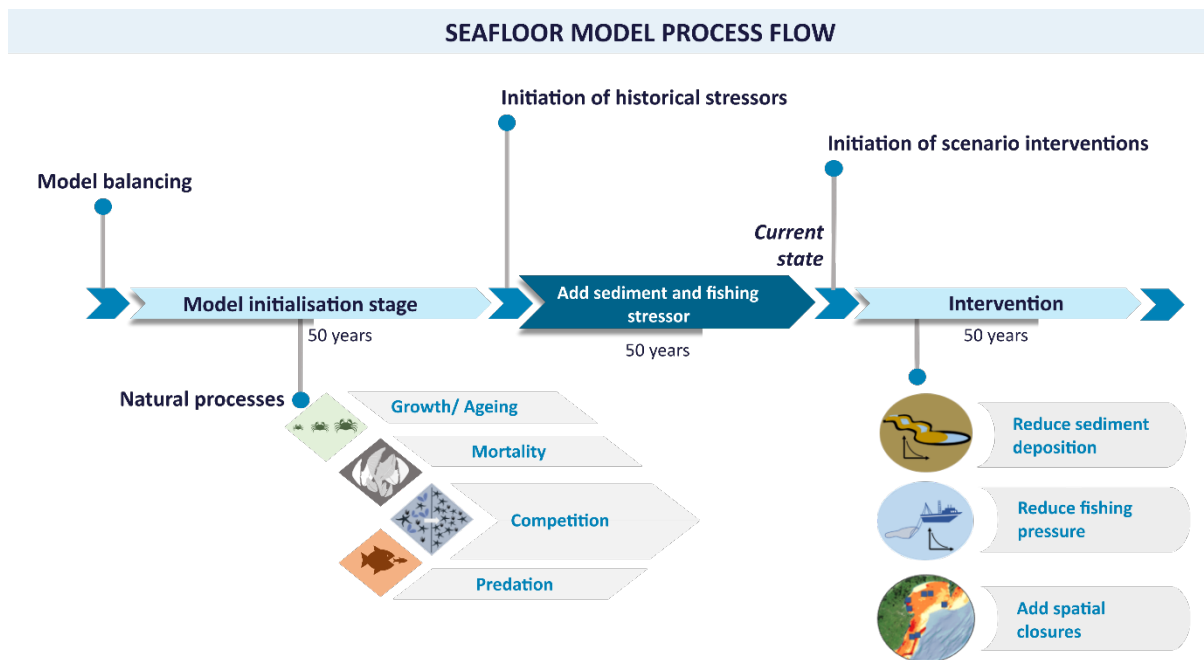 SEAFLOOR MODEL PROCESS FLOW
Initiation of historical stressors
Initiation of scenario interventions
Model balancing
Current
state
Model initialisation stage
Add sediment and fishing
stressor
Intervention
50 years
50 years
50 years
Natural processes
Growth/ Ageing
Mortality
Competition
Predation
Reduce sediment
deposition
Reduce fishing
pressure
Add spatial
closures